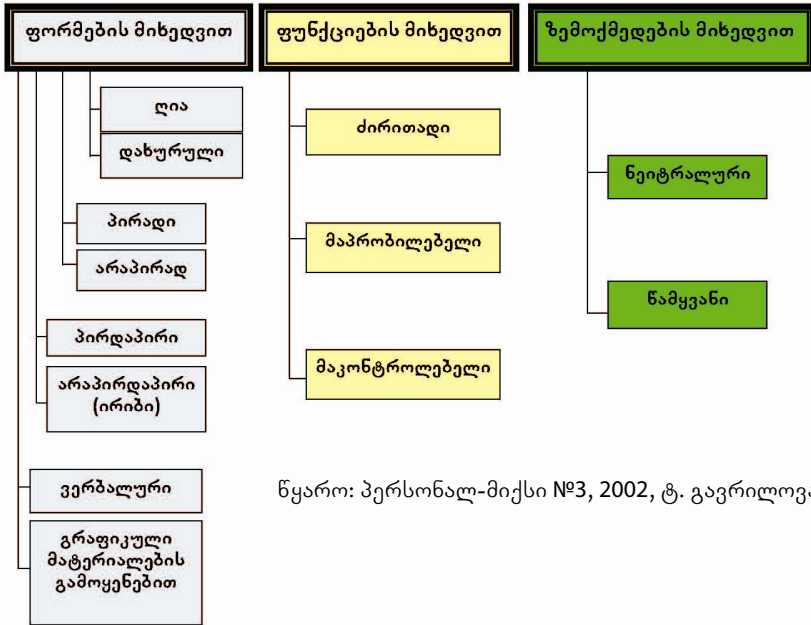 ფორმების მიხედვით
ღია
დახურული
პირადი
არაპირად
პირდაპირი
არაპირდაპირი
(ირიბი)
ვერბალური
გრაფიკული
მატერიალების
გამოყენებით
ფუნქციების მიხედვით
ძირითადი
მაპრობილებელი
მაკონტროლებელი
ზემოქმედების მიხედვით
ნეიტრალური
წამყვანი
წყარო: პერსონალ-მიქსი №3, 2002, ტ. გავრილოვა